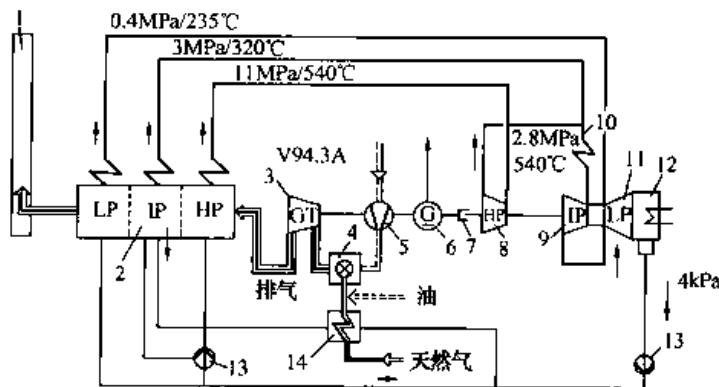 0.4MPa/235℃
3MPa/320℃
11MPa/540℃
1
V94.3A
2.8MPa
540℃
10
11
12
3
GT
4
V
5
G
6
7
HP
8
IP
9
LP
LP
IP
HP
2
排气
油
4kPa
13
14
天然气
13